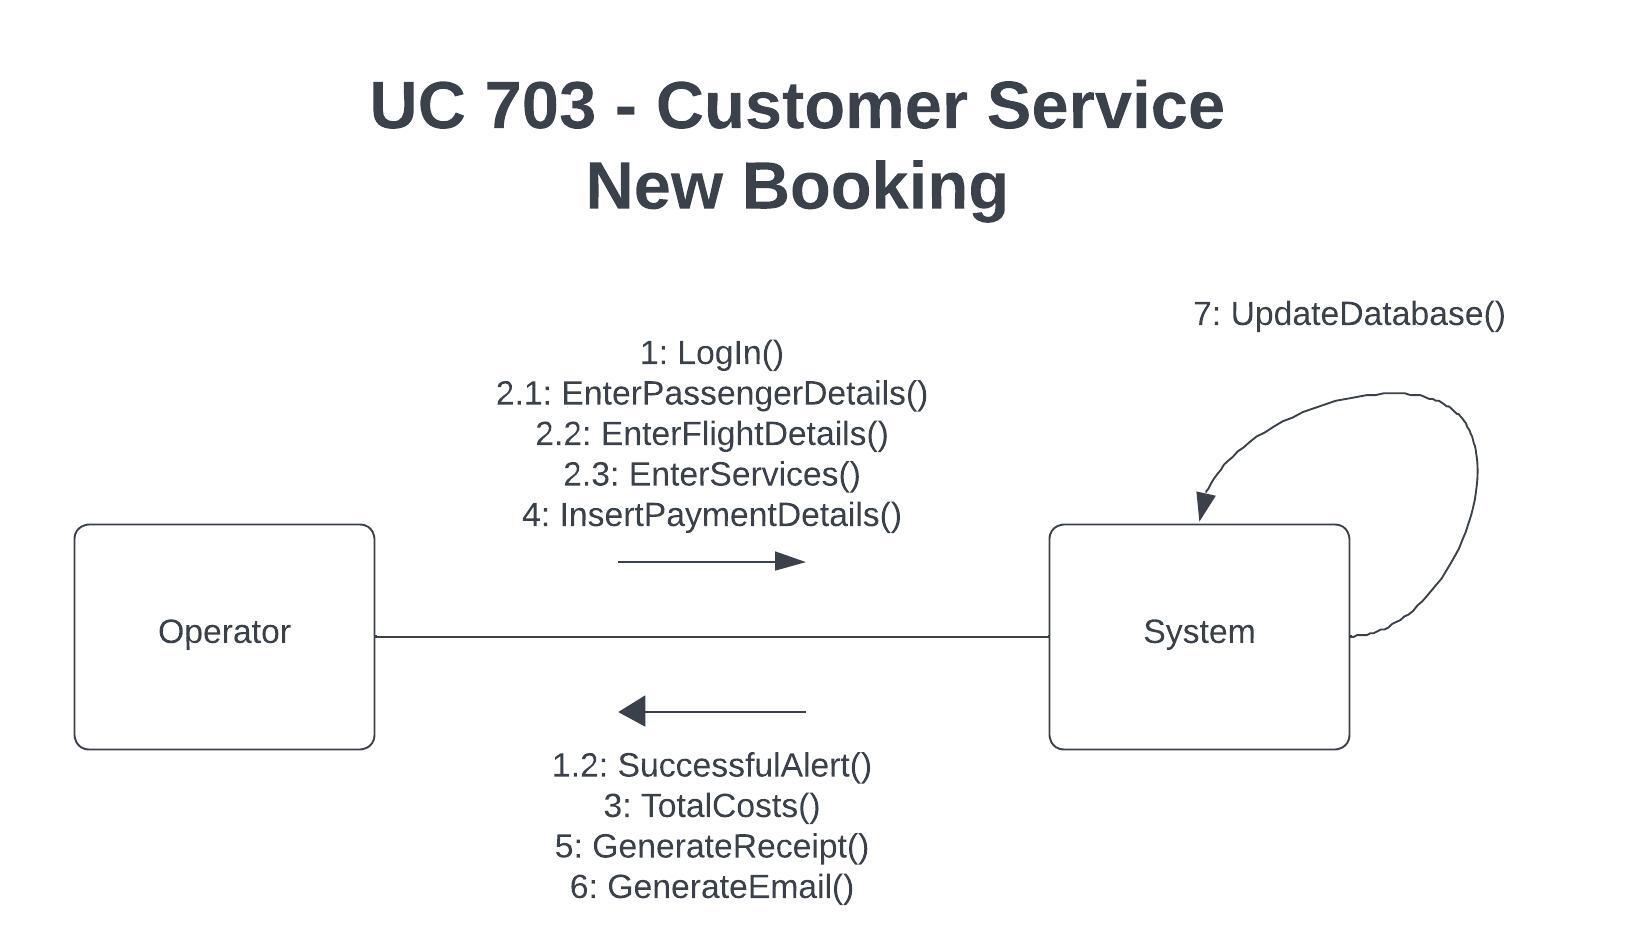 UC 703 - Customer Service
New Booking
7: UpdateDatabase()
1: LogIn()
2.1: EnterPassengerDetails()
2.2: EnterFlightDetails()
2.3: EnterServices()
4: InsertPaymentDetails()
Operator
System
1.2: SuccessfulAlert()
3: TotalCosts()
5: GenerateReceipt()
6: GenerateEmail()